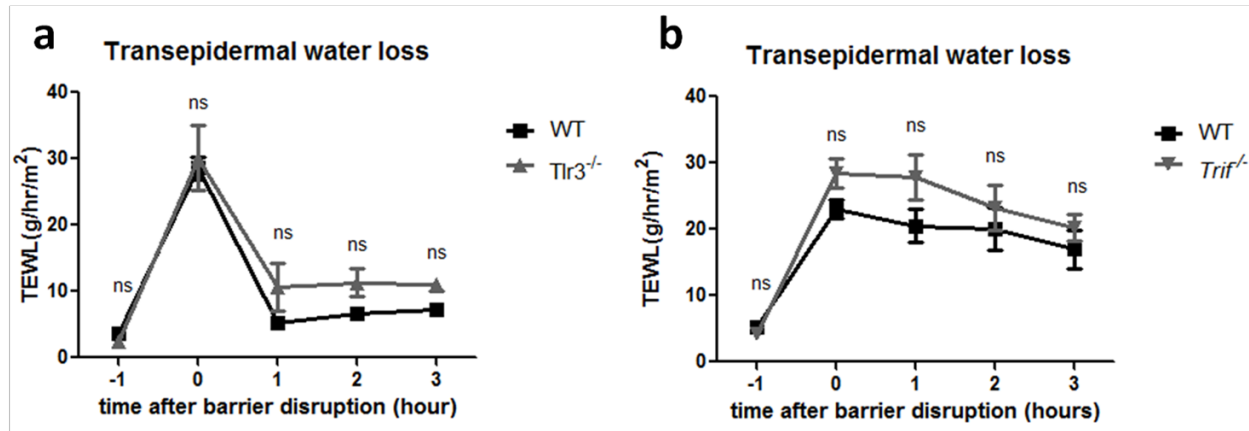 a
Transepidermal water loss
TEWL(g/hr/m²)
40
30
20
10
0
ns
ns
ns
ns
ns
-1 0 1 2 3
time after barrier disruption (hour)
WT
Tlr3-/-
b
Transepidermal water loss
TEWL(g/hr/m²)
40
30
20
10
0
ns
ns
ns
ns
ns
-1 0 1 2 3
time after barrier disruption (hours)
WT
Trif-/-